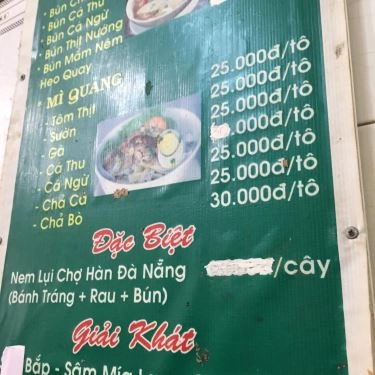 * Bún Cá Thu
* Bún Cá Ngừ
* Bún Thịt Nướng
* Bún Mắm Nêm
Heo Quay
* MÌ QUẢNG
- Tôm Thịt 25.000đ/tô
- Sườn 25.000đ/tô
- Gà 25.000đ/tô
- Cá Thu 25.000đ/tô
- Cá Ngừ 25.000đ/tô
- Chả Cá 25.000đ/tô
- Chả Bò 30.000đ/tô
Đặc Biệt
Nem Lụi Chợ Hàn Đà Nẵng /cây
(Bánh Tráng + Rau + Bún)
Giải Khát
Bắp - Sâm Mía